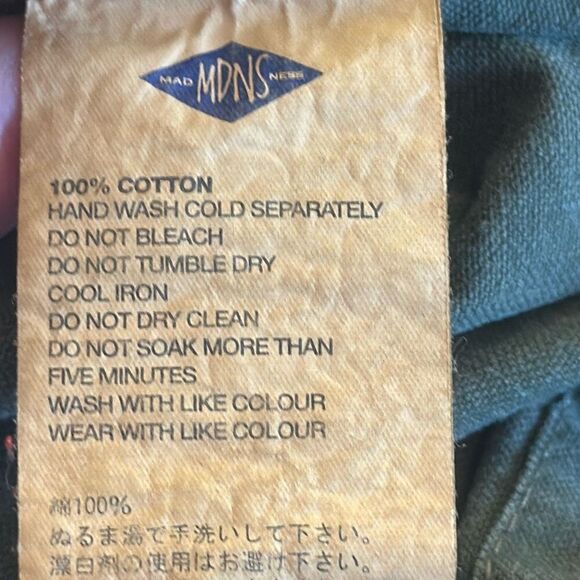 MAD MDNS NESS
100% COTTON
HAND WASH COLD SEPARATELY
DO NOT BLEACH
DO NOT TUMBLE DRY
COOL IRON
DO NOT DRY CLEAN
DO NOT SOAK MORE THAN
FIVE MINUTES
WASH WITH LIKE COLOUR
WEAR WITH LIKE COLOUR
綿100%
ぬるま湯で手洗いして下さい。
漂白剤の使用はお避け下さい。